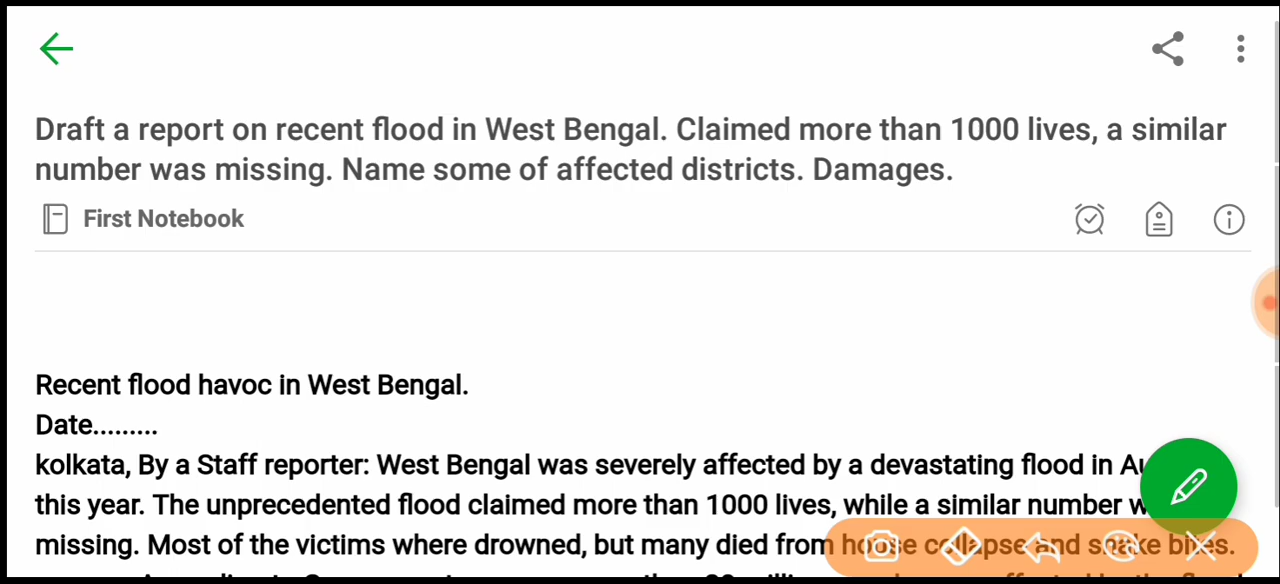 Draft a report on recent flood in West Bengal. Claimed more than 1000 lives, a similar
number was missing. Name some of affected districts. Damages.
First Notebook
Recent flood havoc in West Bengal.
Date.........
kolkata, By a Staff reporter: West Bengal was severely affected by a devastating flood in
this year. The unprecedented flood claimed more than 1000 lives, while a similar number
missing. Most of the victims where drowned, but many died from house collapse and snake bites.